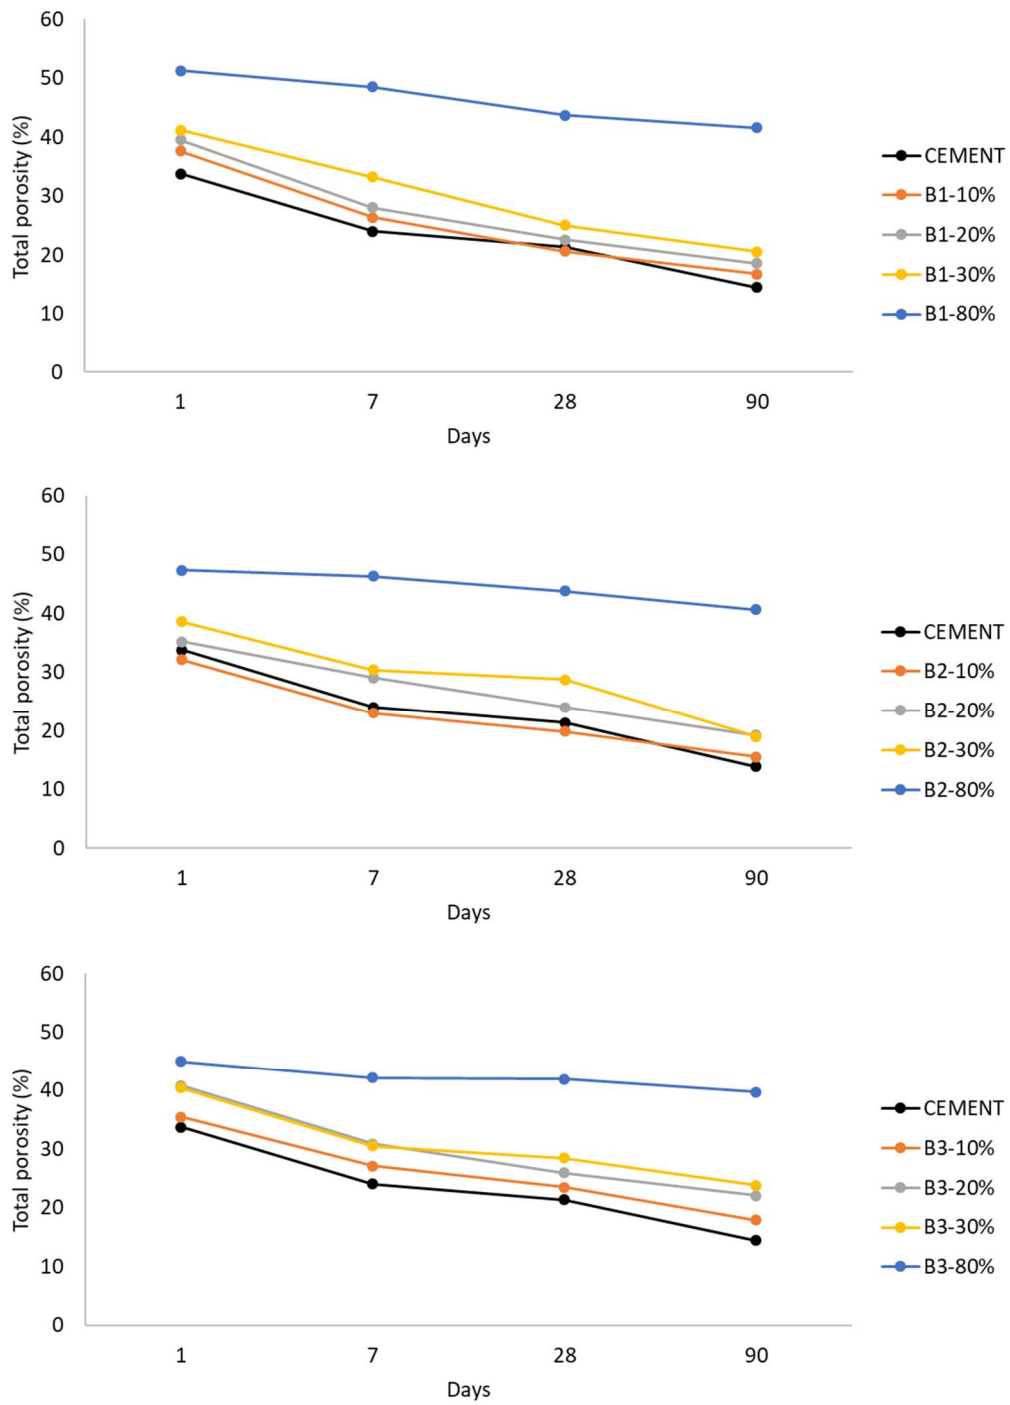 Total porosity (%)
60
50
40
30
20
10
0
1 7 28 90
Days
CEMENT
B1-10%
B1-20%
B1-30%
B1-80%
Total porosity (%)
60
50
40
30
20
10
0
1 7 28 90
Days
CEMENT
B2-10%
B2-20%
B2-30%
B2-80%
Total porosity (%)
60
50
40
30
20
10
0
1 7 28 90
Days
CEMENT
B3-10%
B3-20%
B3-30%
B3-80%